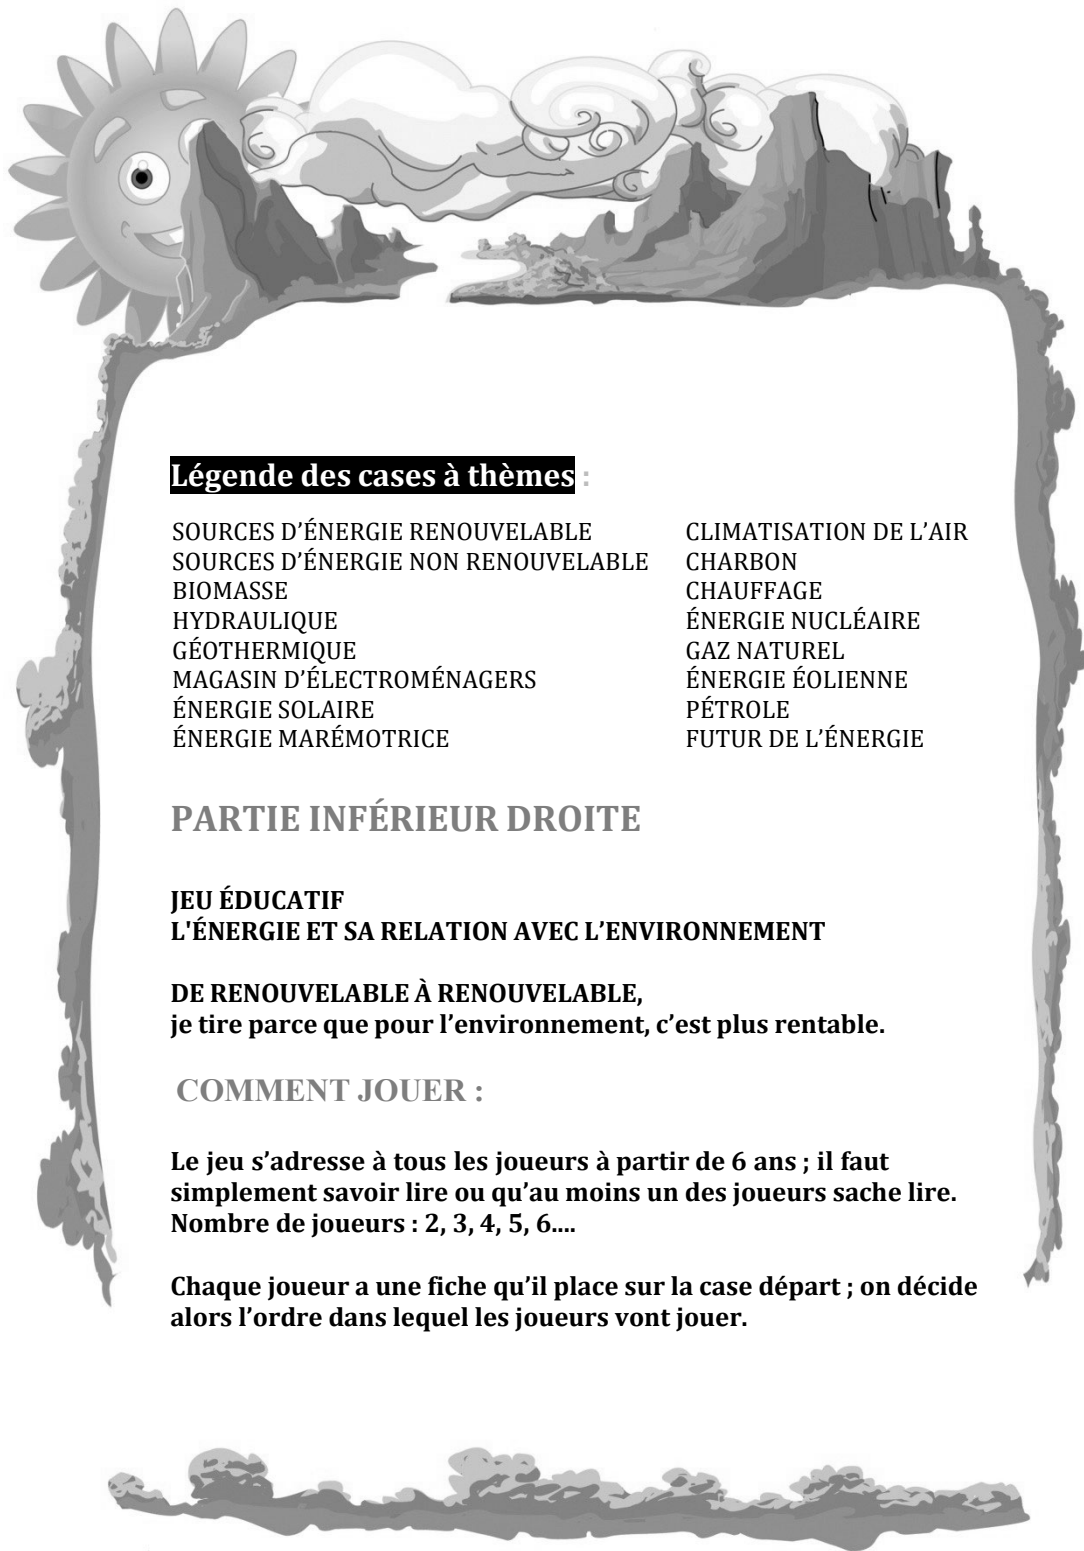 Légende des cases à thèmes :
SOURCES D’ÉNERGIE RENOUVELABLE
SOURCES D’ÉNERGIE NON RENOUVELABLE
BIOMASSE
HYDRAULIQUE
GÉOTHERMIQUE
MAGASIN D’ÉLECTROMÉNAGERS
ÉNERGIE SOLAIRE
ÉNERGIE MARÉMOTRICE
CLIMATISATION DE L’AIR
CHARBON
CHAUFFAGE
ÉNERGIE NUCLÉAIRE
GAZ NATUREL
ÉNERGIE ÉOLIENNE
PÉTROLE
FUTUR DE L’ÉNERGIE
PARTIE INFÉRIEUR DROITE
JEU ÉDUCATIF
L'ÉNERGIE ET SA RELATION AVEC L’ENVIRONNEMENT
DE RENOUVELABLE À RENOUVELABLE,
je tire parce que pour l’environnement, c’est plus rentable.
COMMENT JOUER :
Le jeu s’adresse à tous les joueurs à partir de 6 ans ; il faut
simplement savoir lire ou qu’au moins un des joueurs sache lire.
Nombre de joueurs : 2, 3, 4, 5, 6....
Chaque joueur a une fiche qu’il place sur la case départ ; on décide
alors l’ordre dans lequel les joueurs vont jouer.